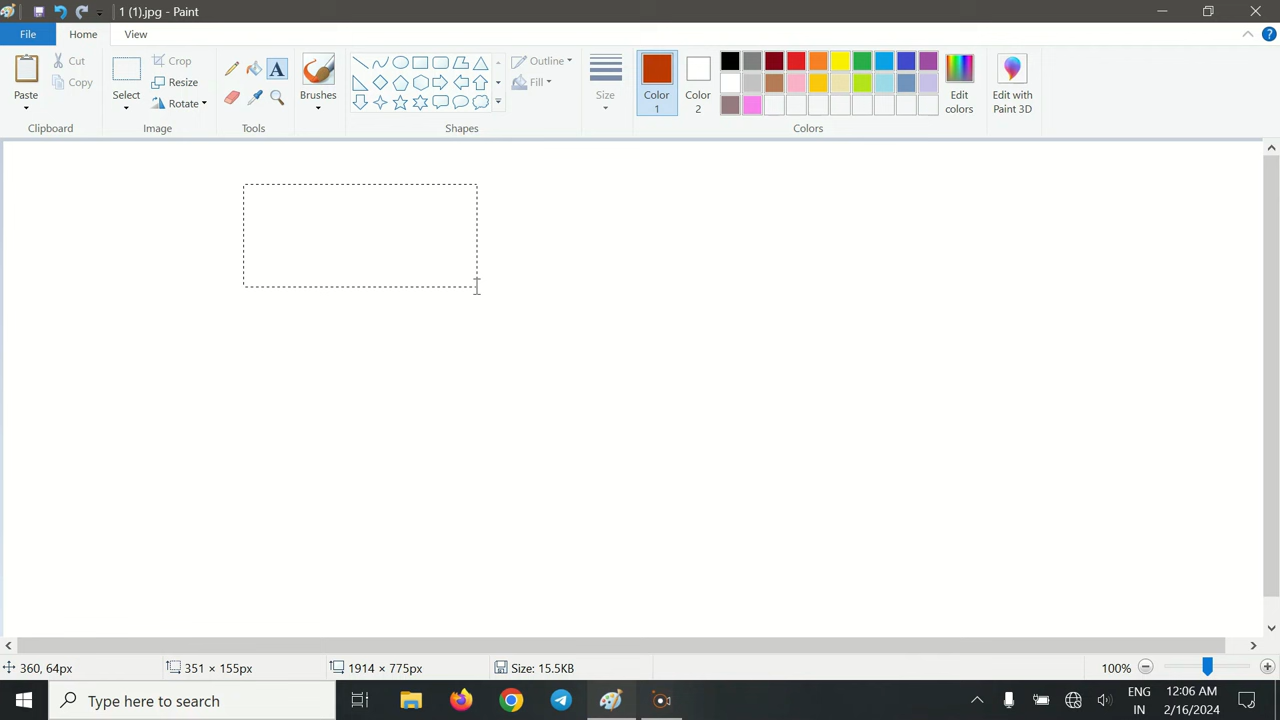 1 (1).jpg - Paint
File Home View
Paste Cut Copy
Clipboard
Select Crop Resize Rotate
Image
A
Tools
Brushes
Shapes
Outline Fill
Size
Color 1
Color 2
Edit colors
Colors
Edit with Paint 3D
360, 64px 351 × 155px 1914 × 775px Size: 15.5KB 100%
Type here to search
ENG IN
12:06 AM
2/16/2024